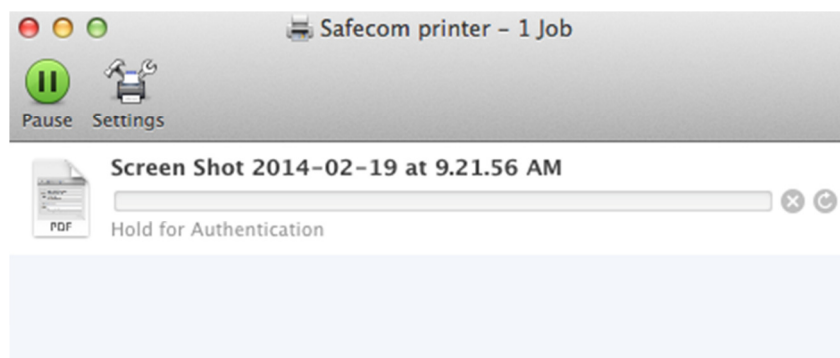 Safecom printer – 1 Job
Pause Settings
Screen Shot 2014-02-19 at 9.21.56 AM
PDF
Hold for Authentication